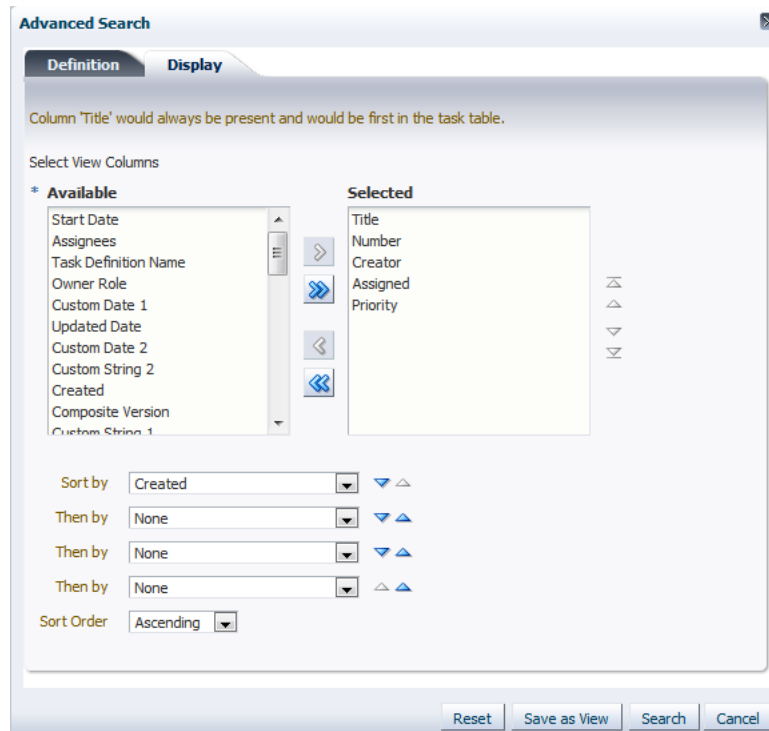 Advanced Search
Definition Display
Column 'Title' would always be present and would be first in the task table.
Select View Columns
* Available
Start Date
Assignees
Task Definition Name
Owner Role
Custom Date 1
Updated Date
Custom Date 2
Custom String 2
Created
Composite Version
Custom String 1
Selected
Title
Number
Creator
Assigned
Priority
Sort by Created
Then by None
Then by None
Then by None
Sort Order Ascending
Reset Save as View Search Cancel